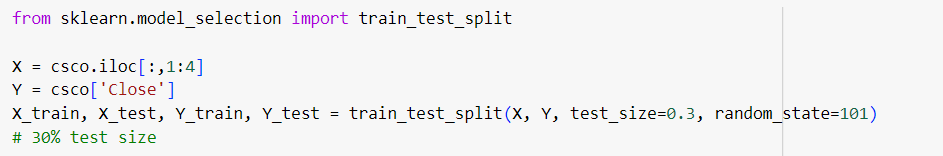 from sklearn.model_selection import train_test_split
X = csco.iloc[:,1:4]
Y = csco['Close']
X_train, X_test, Y_train, Y_test = train_test_split(X, Y, test_size=0.3, random_state=101)
# 30% test size